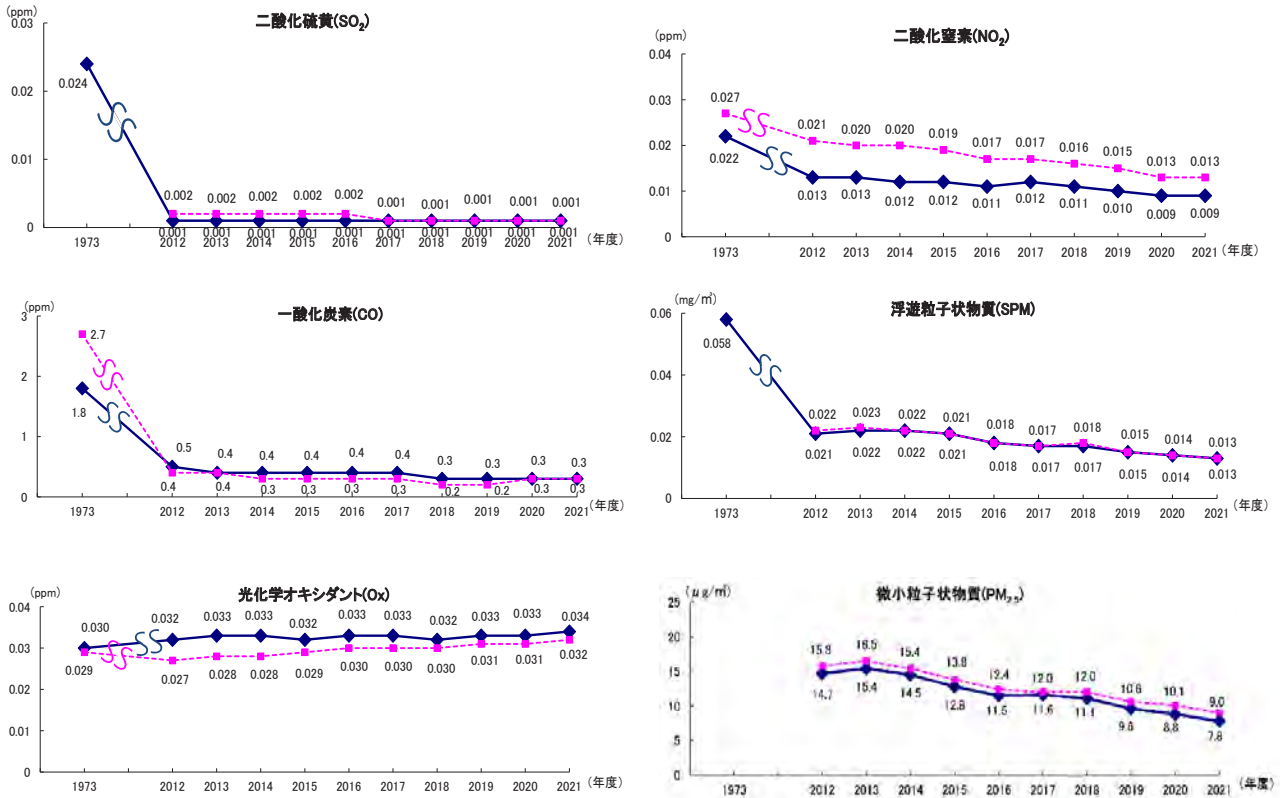 二酸化硫黄(SO₂)
(ppm)
0.03
0.02
0.01
0
0.024
0.002 0.002 0.002 0.002 0.002 0.001 0.001 0.001 0.001 0.001
0.001 0.001 0.001 0.001 0.001 0.001 0.001 0.001 0.001 0.001
1973 2012 2013 2014 2015 2016 2017 2018 2019 2020 2021 (年度)
二酸化窒素(NO₂)
(ppm)
0.04
0.03
0.02
0.01
0
0.027 0.021 0.020 0.020 0.019 0.017 0.017 0.016 0.015 0.013 0.013
0.022 0.013 0.013 0.012 0.012 0.011 0.012 0.011 0.010 0.009 0.009
1973 2012 2013 2014 2015 2016 2017 2018 2019 2020 2021 (年度)
一酸化炭素(CO)
(ppm)
3
2
1
0
2.7
1.8
0.5 0.4 0.4 0.4 0.4 0.4 0.3 0.3 0.3 0.3
0.4 0.4 0.3 0.3 0.3 0.3 0.2 0.2 0.3 0.3
1973 2012 2013 2014 2015 2016 2017 2018 2019 2020 2021 (年度)
浮遊粒子状物質(SPM)
(mg/㎥)
0.06
0.04
0.02
0
0.058
0.022 0.023 0.022 0.021 0.018 0.017 0.018 0.015 0.014 0.013
0.021 0.022 0.022 0.021 0.018 0.017 0.017 0.015 0.014 0.013
1973 2012 2013 2014 2015 2016 2017 2018 2019 2020 2021 (年度)
光化学オキシダント(Ox)
(ppm)
0.04
0.03
0.02
0.01
0
0.030 0.032 0.033 0.033 0.032 0.033 0.033 0.032 0.033 0.033 0.034
0.029 0.027 0.028 0.028 0.029 0.030 0.030 0.030 0.031 0.031 0.032
1973 2012 2013 2014 2015 2016 2017 2018 2019 2020 2021 (年度)
微小粒子状物質(PM₂.₅)
(μg/㎥)
25
20
15
10
5
0
15.8 16.5 15.4 13.8 12.4 12.0 12.0 10.6 10.1 9.0
14.7 15.4 14.5 12.8 11.5 11.6 11.1 9.6 8.8 7.8
1973 2012 2013 2014 2015 2016 2017 2018 2019 2020 2021 (年度)